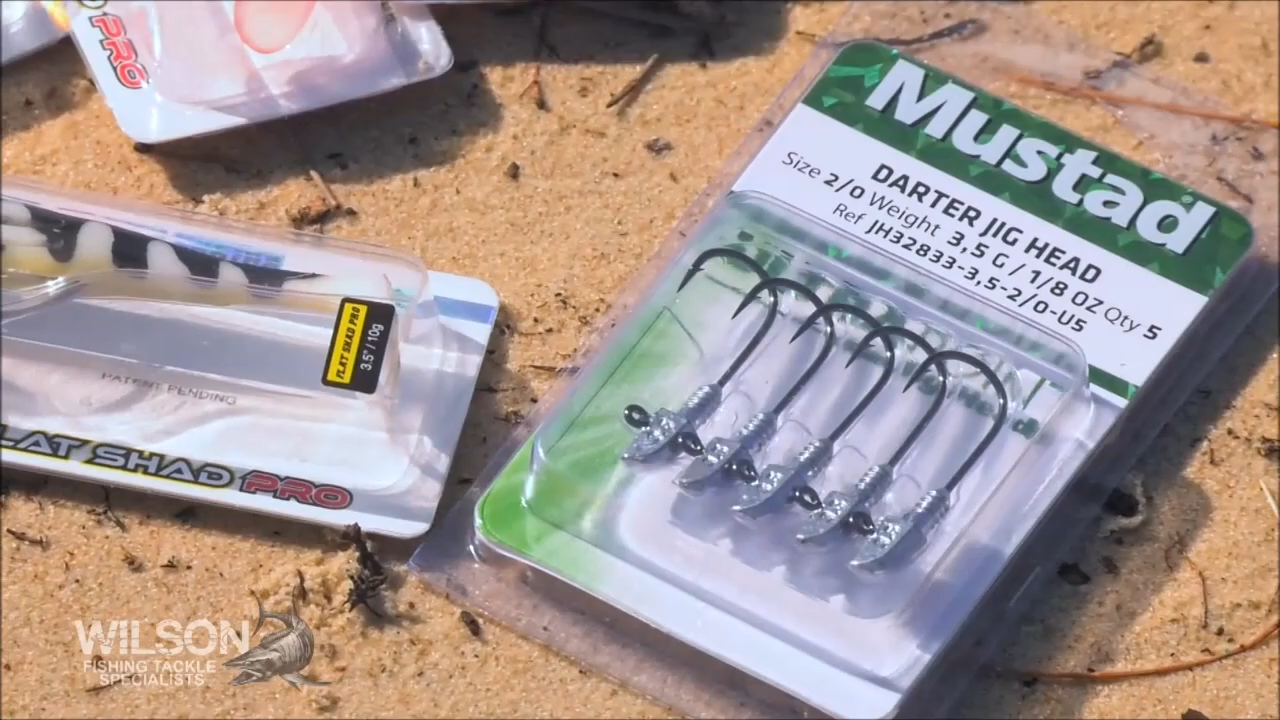 PRO
Mustad
DARTER JIG HEAD
Size 2/0 Weight 3,5 G / 1/8 OZ Qty 5
Ref JH32833-3,5-2/0-U5
FLAT SHAD PRO
3.5" / 10g
PATENT PENDING
LAT SHAD PRO
WILSON
FISHING TACKLE
SPECIALISTS